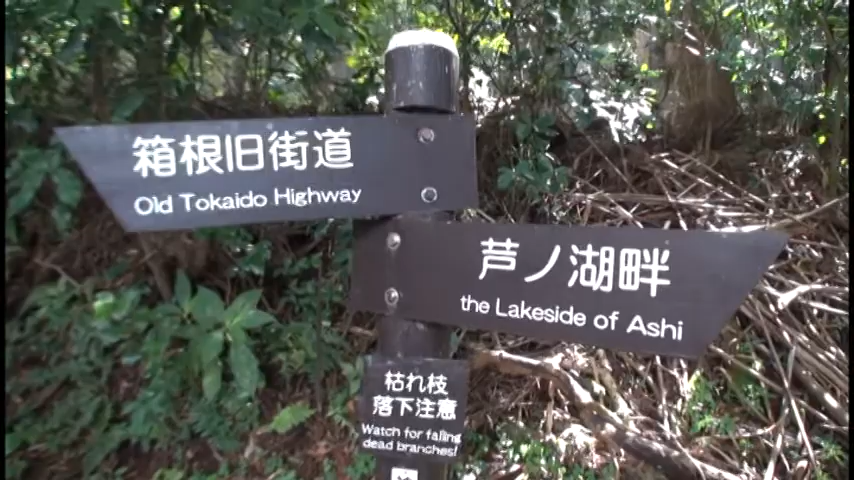 箱根旧街道
Old Tokaido Highway
芦ノ湖畔
the Lakeside of Ashi
枯れ枝
落下注意
Watch for falling
dead branches!